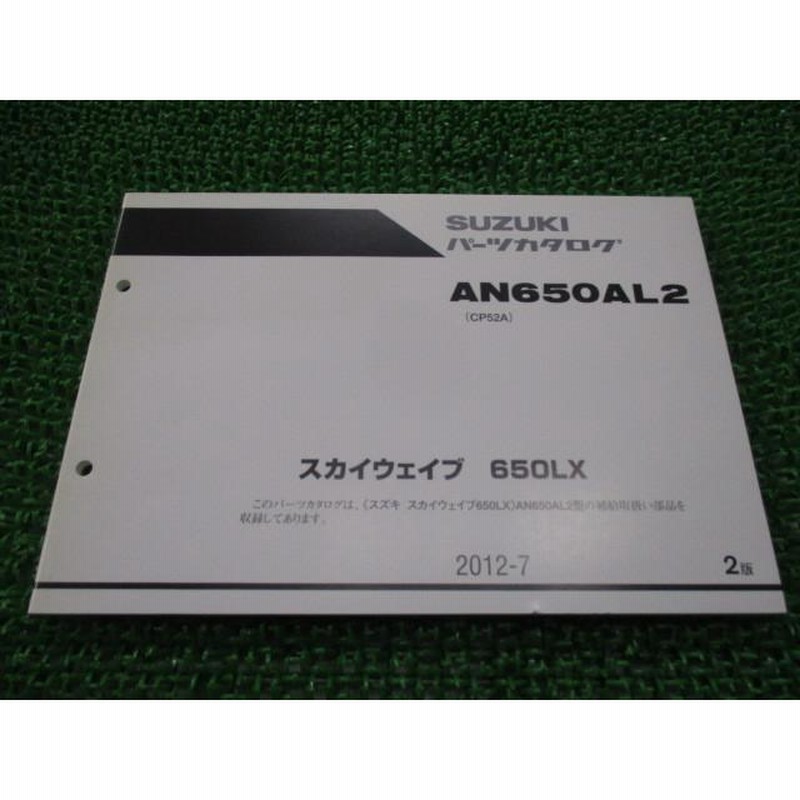 SUZUKI
パーツカタログ
AN650AL2
(CP52A)
スカイウェイブ 650LX
このパーツカタログは、《スズキ スカイウェイブ650LX》AN650AL2型の補給取扱い部品を
収録してあります。
2012-7
2版